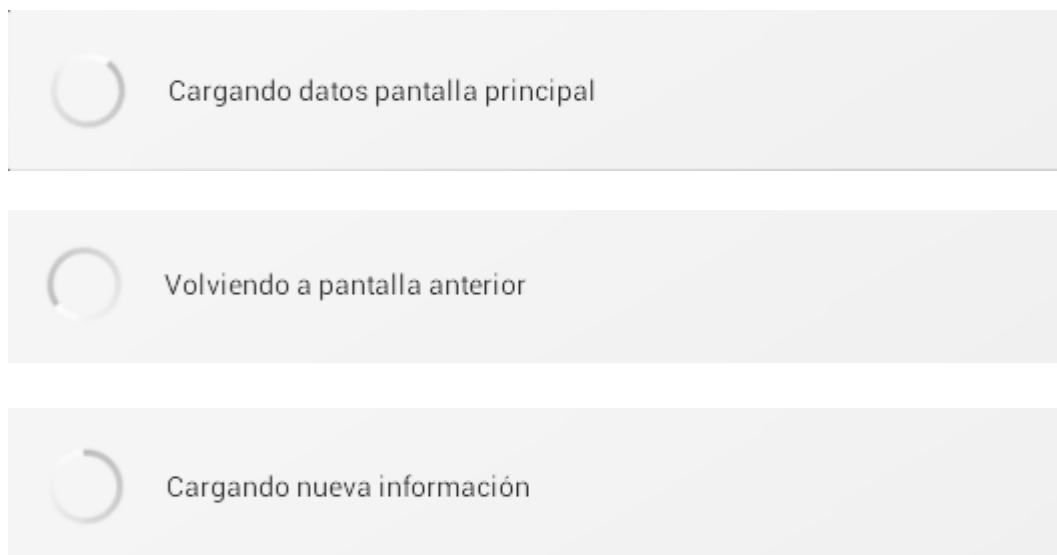 Cargando datos pantalla principal
Volviendo a pantalla anterior
Cargando nueva información